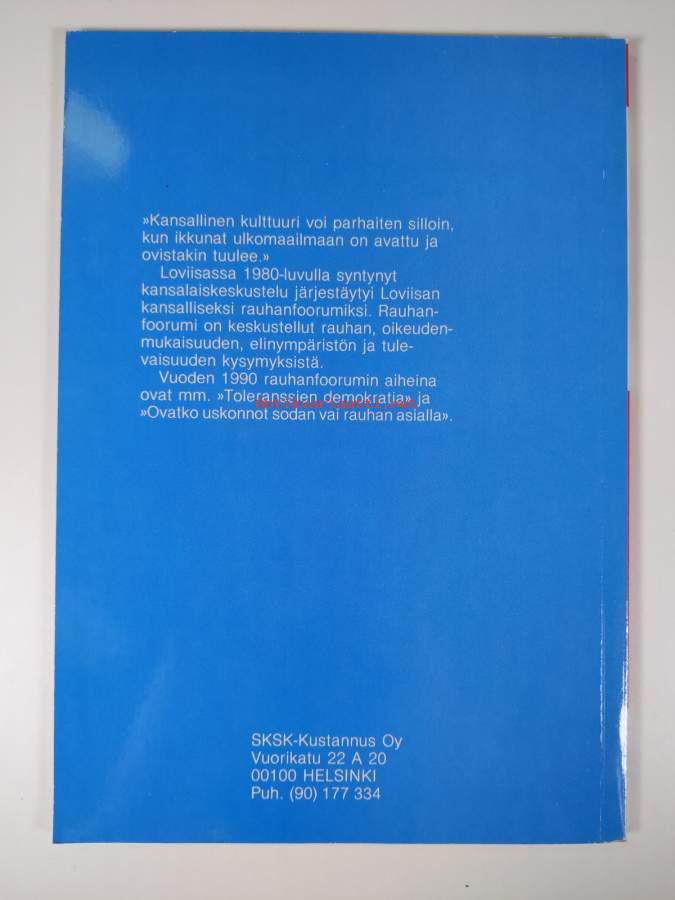 »Kansallinen kulttuuri voi parhaiten silloin,
kun ikkunat ulkomaailmaan on avattu ja
ovistakin tuulee.»
Loviisassa 1980-luvulla syntynyt
kansalaiskeskustelu järjestäytyi Loviisan
kansalliseksi rauhanfoorumiksi. Rauhan-
foorumi on keskustellut rauhan, oikeuden-
mukaisuuden, elinympäristön ja tule-
vaisuuden kysymyksistä.
Vuoden 1990 rauhanfoorumin aiheina
ovat mm. »Toleranssien demokratia» ja
antikvariaatti.net
»Ovatko uskonnot sodan vai rauhan asialla».
SKSK-Kustannus Oy
Vuorikatu 22 A 20
00100 HELSINKI
Puh. (90) 177 334